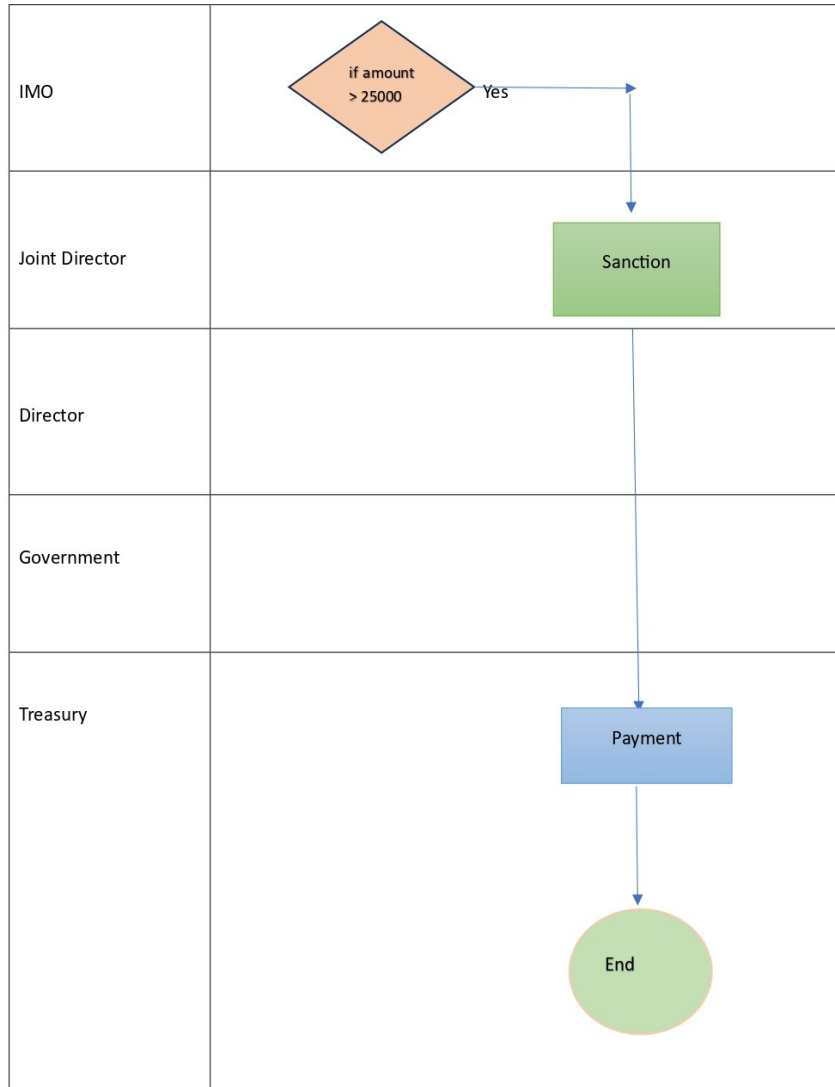 IMO
if amount
> 25000
Yes
Joint Director
Sanction
Director
Government
Treasury
Payment
End